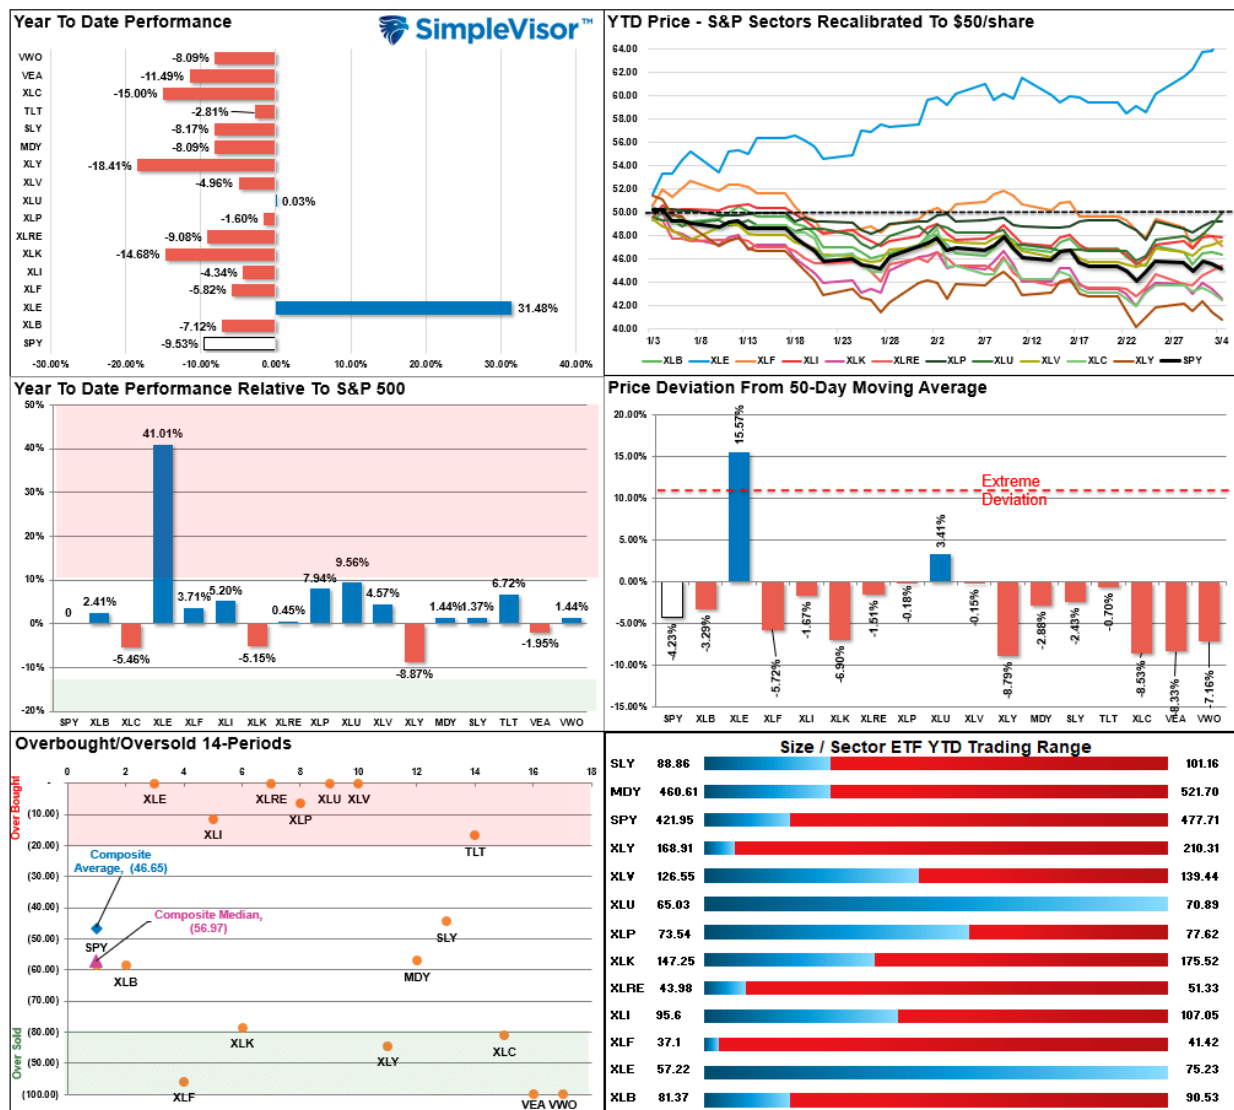 Year To Date Performance
SimpleVisor
VWO
-8.09%
VEA
-11.49%
XLC
-15.00%
TLT
-2.81%
SLY
-8.17%
MDY
-8.09%
XLY
-18.41%
XLV
-4.96%
XLU
0.03%
XLP
-1.60%
XLRE
-9.08%
XLK
-14.68%
XLI
-4.34%
XLF
-5.82%
XLE
31.48%
XLB
-7.12%
SPY
-9.53%
-30.00% -20.00% -10.00% 0.00% 10.00% 20.00% 30.00% 40.00%
YTD Price - S&P Sectors Recalibrated To $50/share
64.00
62.00
60.00
58.00
56.00
54.00
52.00
50.00
48.00
46.00
44.00
42.00
40.00
1/3 1/8 1/13 1/18 1/23 1/28 2/2 2/7 2/12 2/17 2/22 2/27 3/4
XLB XLE XLF XLI XLK XLRE XLP XLU XLV XLC XLY SPY
Year To Date Performance Relative To S&P 500
50%
40%
30%
20%
10%
0%
-10%
-20%
0
2.41%
-5.46%
41.01%
3.71%
5.20%
-5.15%
0.45%
7.94%
9.56%
4.57%
-8.87%
1.44%
1.37%
6.72%
-1.95%
1.44%
SPY XLB XLC XLE XLF XLI XLK XLRE XLP XLU XLV XLY MDY SLY TLT VEA VWO
Price Deviation From 50-Day Moving Average
20.00%
15.00%
10.00%
5.00%
0.00%
-5.00%
-10.00%
-15.00%
Extreme
Deviation
-4.23%
-3.29%
15.57%
-5.72%
-1.67%
-6.90%
-1.51%
-0.18%
3.41%
-0.15%
-8.79%
-2.88%
-2.43%
-0.70%
-8.53%
-8.33%
-7.16%
SPY XLB XLE XLF XLI XLK XLRE XLP XLU XLV XLY MDY SLY TLT XLC VEA VWO
Overbought/Oversold 14-Periods
0 2 4 6 8 10 12 14 16 18
-
(10.00)
(20.00)
(30.00)
(40.00)
(50.00)
(60.00)
(70.00)
(80.00)
(90.00)
(100.00)
Over Bought
Over Sold
XLE
XLRE
XLU
XLV
XLP
XLI
TLT
Composite
Average, (46.65)
Composite Median,
(56.97)
SPY
SLY
XLB
MDY
XLK
XLY
XLC
XLF
VEA
VWO
Size / Sector ETF YTD Trading Range
SLY 88.86 101.16
MDY 460.61 521.70
SPY 421.95 477.71
XLY 168.91 210.31
XLV 126.55 139.44
XLU 65.03 70.89
XLP 73.54 77.62
XLK 147.25 175.52
XLRE 43.98 51.33
XLI 95.6 107.05
XLF 37.1 41.42
XLE 57.22 75.23
XLB 81.37 90.53